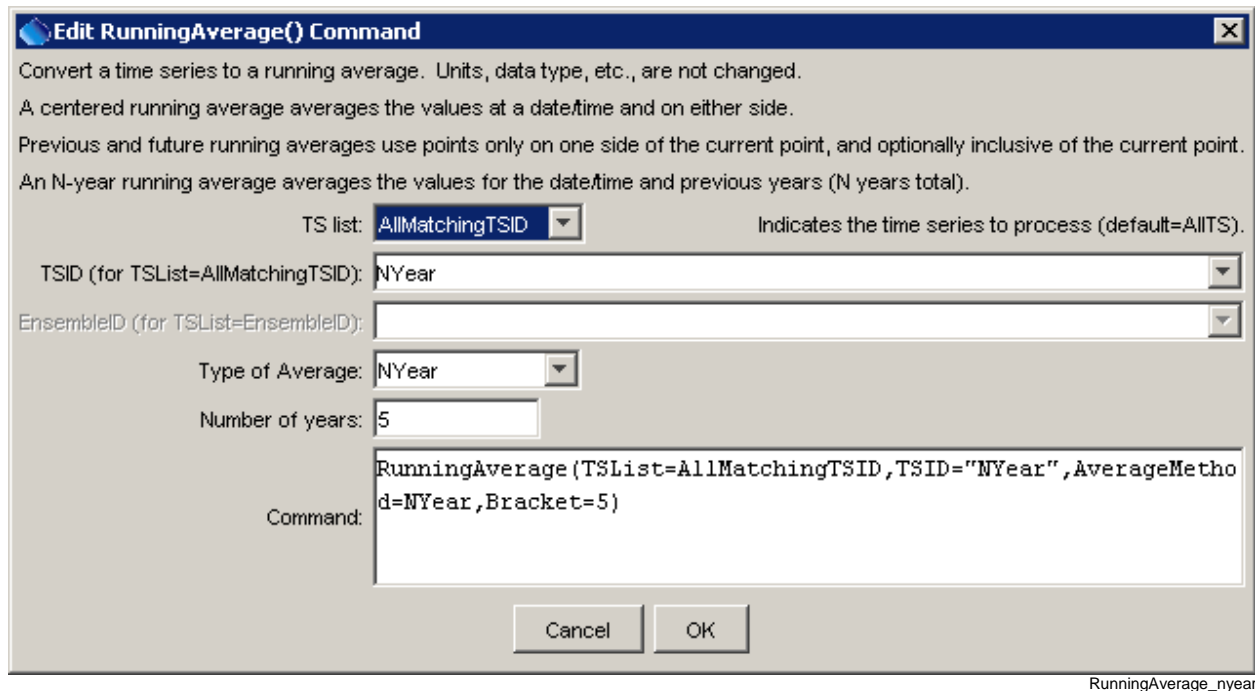 Edit RunningAverage() Command
Convert a time series to a running average. Units, data type, etc., are not changed.
A centered running average averages the values at a date/time and on either side.
Previous and future running averages use points only on one side of the current point, and optionally inclusive of the current point.
An N-year running average averages the values for the date/time and previous years (N years total).
TS list: AllMatchingTSID Indicates the time series to process (default=AllTS).
TSID (for TSList=AllMatchingTSID): NYear
EnsembleID (for TSList=EnsembleID):
Type of Average: NYear
Number of years: 5
Command:
RunningAverage(TSList=AllMatchingTSID,TSID="NYear",AverageMetho
d=NYear,Bracket=5)
Cancel OK
RunningAverage_nyear